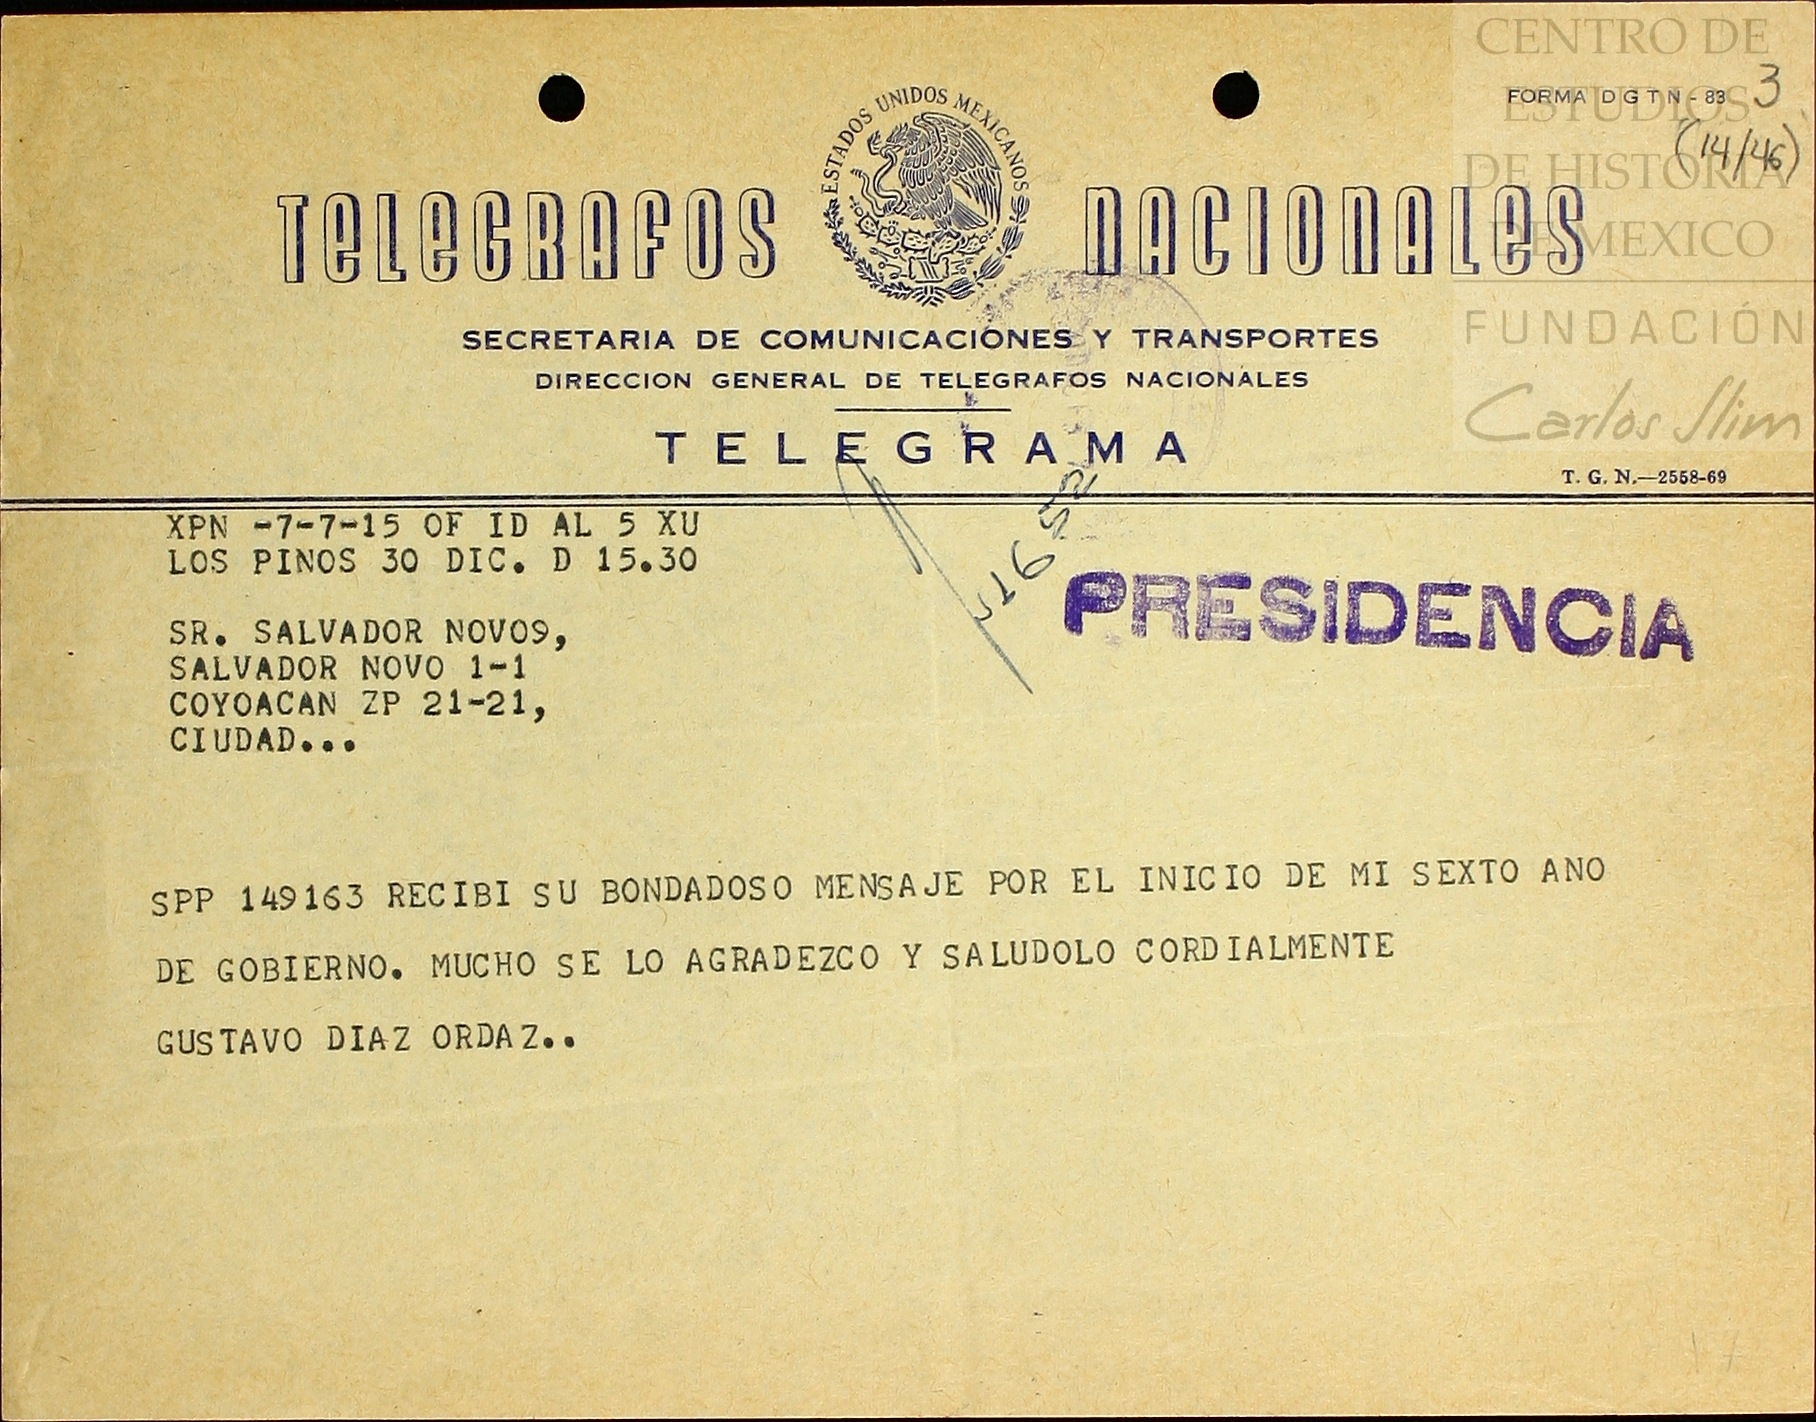 CENTRO DE
ESTUDIOS
DE HISTORIA
DE MEXICO
FUNDACIÓN
Carlos Slim
FORMA D G T N - 83 3
(14/46)
ESTADOS UNIDOS MEXICANOS
TELEGRAFOS NACIONALES
SECRETARIA DE COMUNICACIONES Y TRANSPORTES
DIRECCION GENERAL DE TELEGRAFOS NACIONALES
TELEGRAMA
T. G. N.—2558-69
XPN -7-7-15 OF ID AL 5 XU
LOS PINOS 30 DIC. D 15.30
PRESIDENCIA
SR. SALVADOR NOVO9,
SALVADOR NOVO 1-1
COYOACAN ZP 21-21,
CIUDAD...
SPP 149163 RECIBI SU BONDADOSO MENSAJE POR EL INICIO DE MI SEXTO ANO
DE GOBIERNO. MUCHO SE LO AGRADEZCO Y SALUDOLO CORDIALMENTE
GUSTAVO DIAZ ORDAZ..